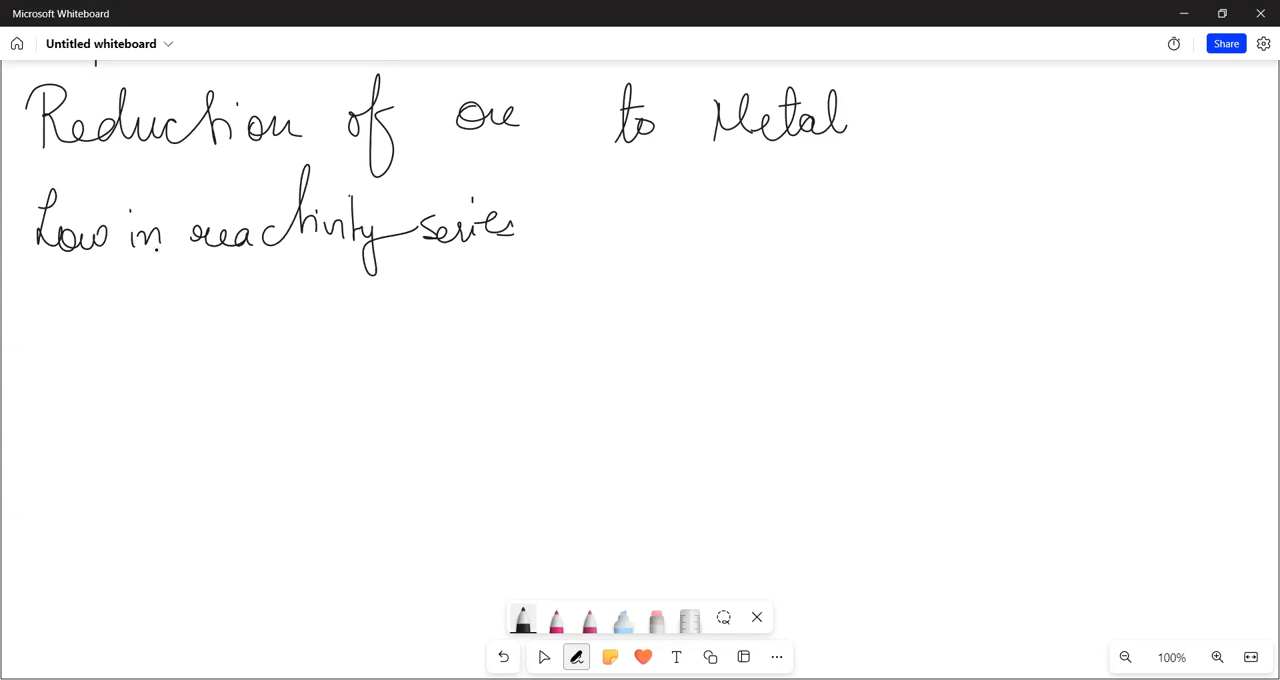 Microsoft Whiteboard
Untitled whiteboard
Share
Reduction of ore to Metal
Low in reactivity series
T
100%